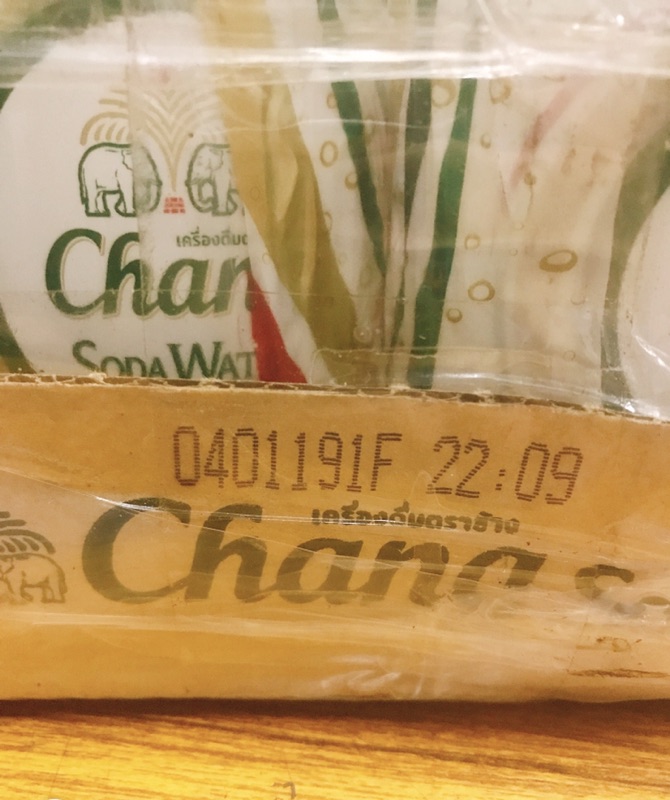 เครื่องดื่มต
Chan
SODA WAT
0401191F 22:09
เครื่องดื่มตราช้าง
Chang